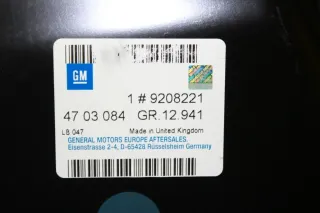 GM
1 # 9208221
47 03 084 GR.12.941
LB 047 Made in United Kingdom
GENERAL MOTORS EUROPE AFTERSALES.
Eisenstrasse 2-4, D-65428 Rüsselsheim Germany